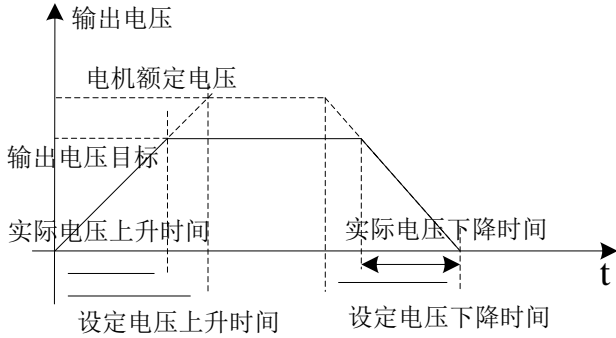 输出电压
电机额定电压
输出电压目标
实际电压上升时间
实际电压下降时间
t
设定电压上升时间
设定电压下降时间